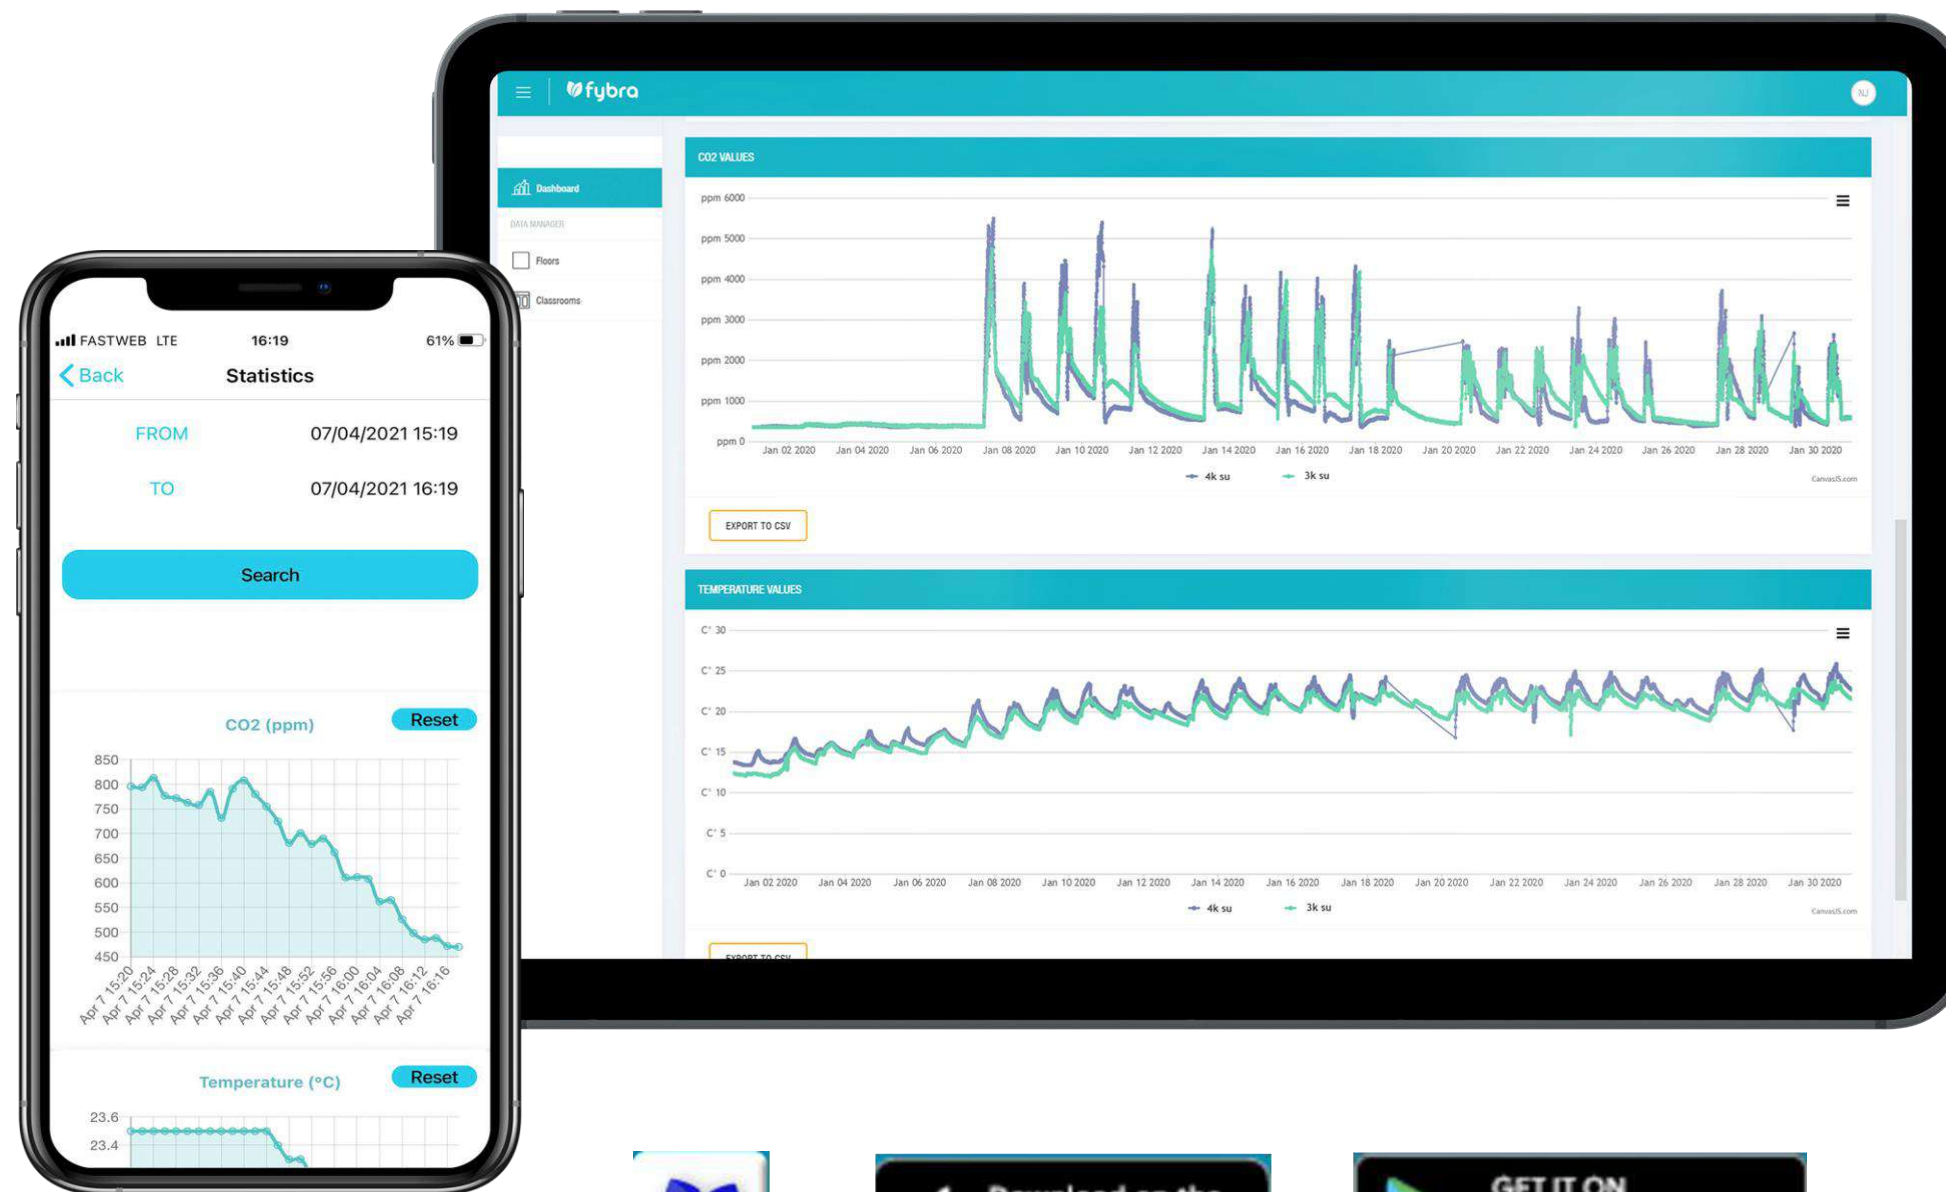 fybra
NJ
Dashboard
DATA MANAGER
Floors
Classrooms
CO2 VALUES
ppm 6000
ppm 5000
ppm 4000
ppm 3000
ppm 2000
ppm 1000
ppm 0
Jan 02 2020 Jan 04 2020 Jan 06 2020 Jan 08 2020 Jan 10 2020 Jan 12 2020 Jan 14 2020 Jan 16 2020 Jan 18 2020 Jan 20 2020 Jan 22 2020 Jan 24 2020 Jan 26 2020 Jan 28 2020 Jan 30 2020
4k su 3k su
CanvasJS.com
EXPORT TO CSV
TEMPERATURE VALUES
C° 30
C° 25
C° 20
C° 15
C° 10
C° 5
C° 0
Jan 02 2020 Jan 04 2020 Jan 06 2020 Jan 08 2020 Jan 10 2020 Jan 12 2020 Jan 14 2020 Jan 16 2020 Jan 18 2020 Jan 20 2020 Jan 22 2020 Jan 24 2020 Jan 26 2020 Jan 28 2020 Jan 30 2020
4k su 3k su
CanvasJS.com
EXPORT TO CSV
FASTWEB LTE 16:19 61%
Back Statistics
FROM 07/04/2021 15:19
TO 07/04/2021 16:19
Search
CO2 (ppm) Reset
850
800
750
700
650
600
550
500
450
Apr 7 15:20 Apr 7 15:24 Apr 7 15:28 Apr 7 15:32 Apr 7 15:36 Apr 7 15:40 Apr 7 15:44 Apr 7 15:48 Apr 7 15:52 Apr 7 15:56 Apr 7 16:00 Apr 7 16:04 Apr 7 16:08 Apr 7 16:12 Apr 7 16:16
Temperature (°C) Reset
23.6
23.4
Download on the
GET IT ON